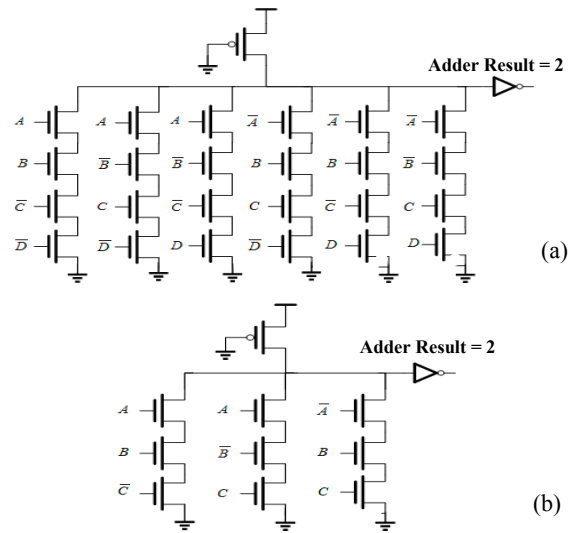 Adder Result = 2
A A A A̅ A̅ A̅
B B̅ B̅ B B B̅
C̅ C C̅ C C̅ C
D̅ D̅ D D̅ D D
(a)
Adder Result = 2
A A A̅
B B̅ B
C̅ C C
(b)